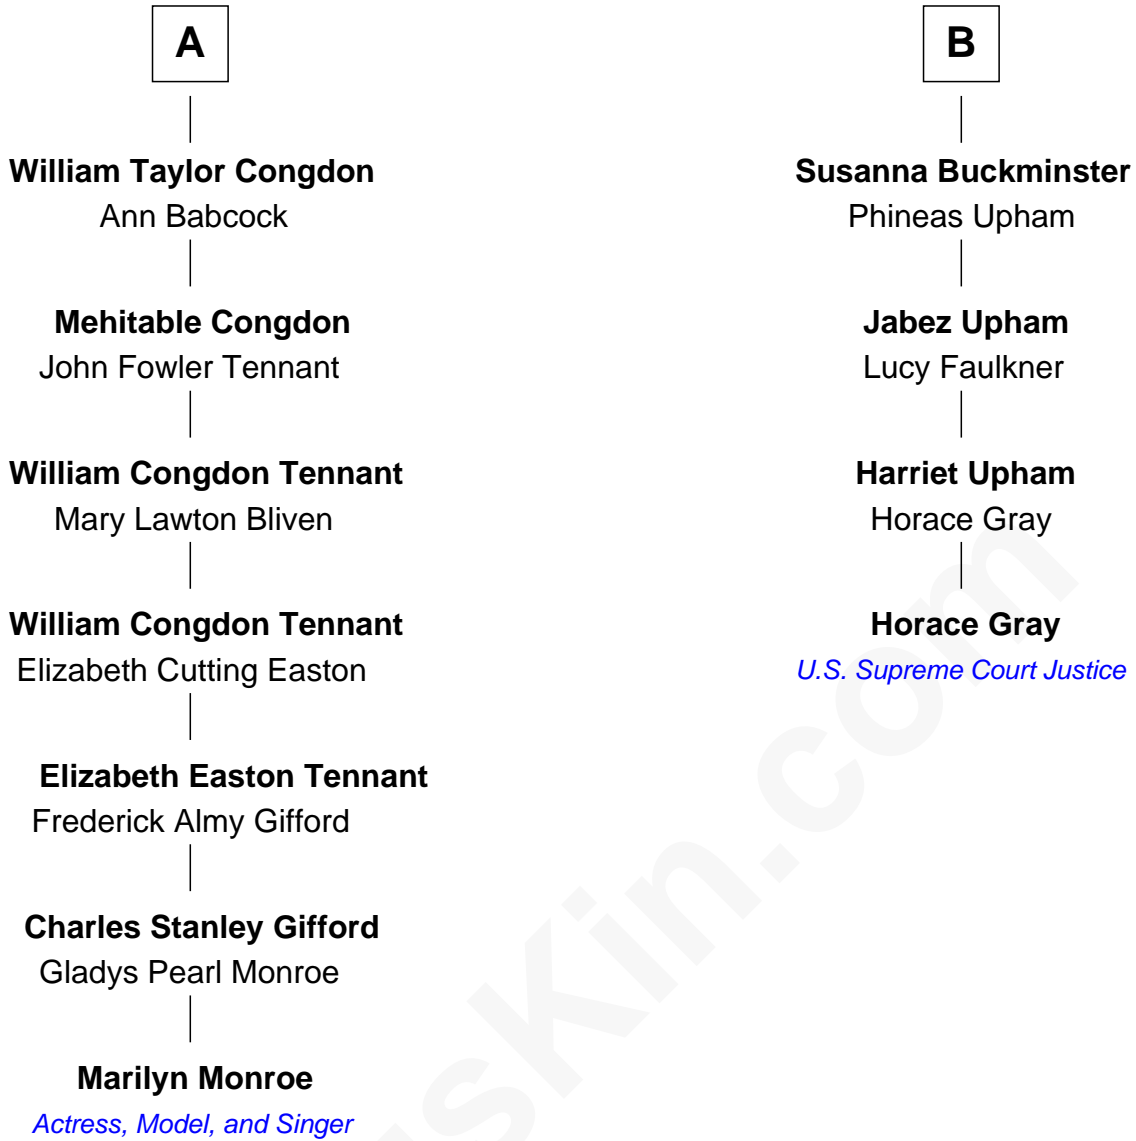 A
William Taylor Congdon
Ann Babcock
Mehitable Congdon
John Fowler Tennant
William Congdon Tennant
Mary Lawton Bliven
William Congdon Tennant
Elizabeth Cutting Easton
Elizabeth Easton Tennant
Frederick Almy Gifford
Charles Stanley Gifford
Gladys Pearl Monroe
Marilyn Monroe
Actress, Model, and Singer
B
Susanna Buckminster
Phineas Upham
Jabez Upham
Lucy Faulkner
Harriet Upham
Horace Gray
Horace Gray
U.S. Supreme Court Justice
usKin.com